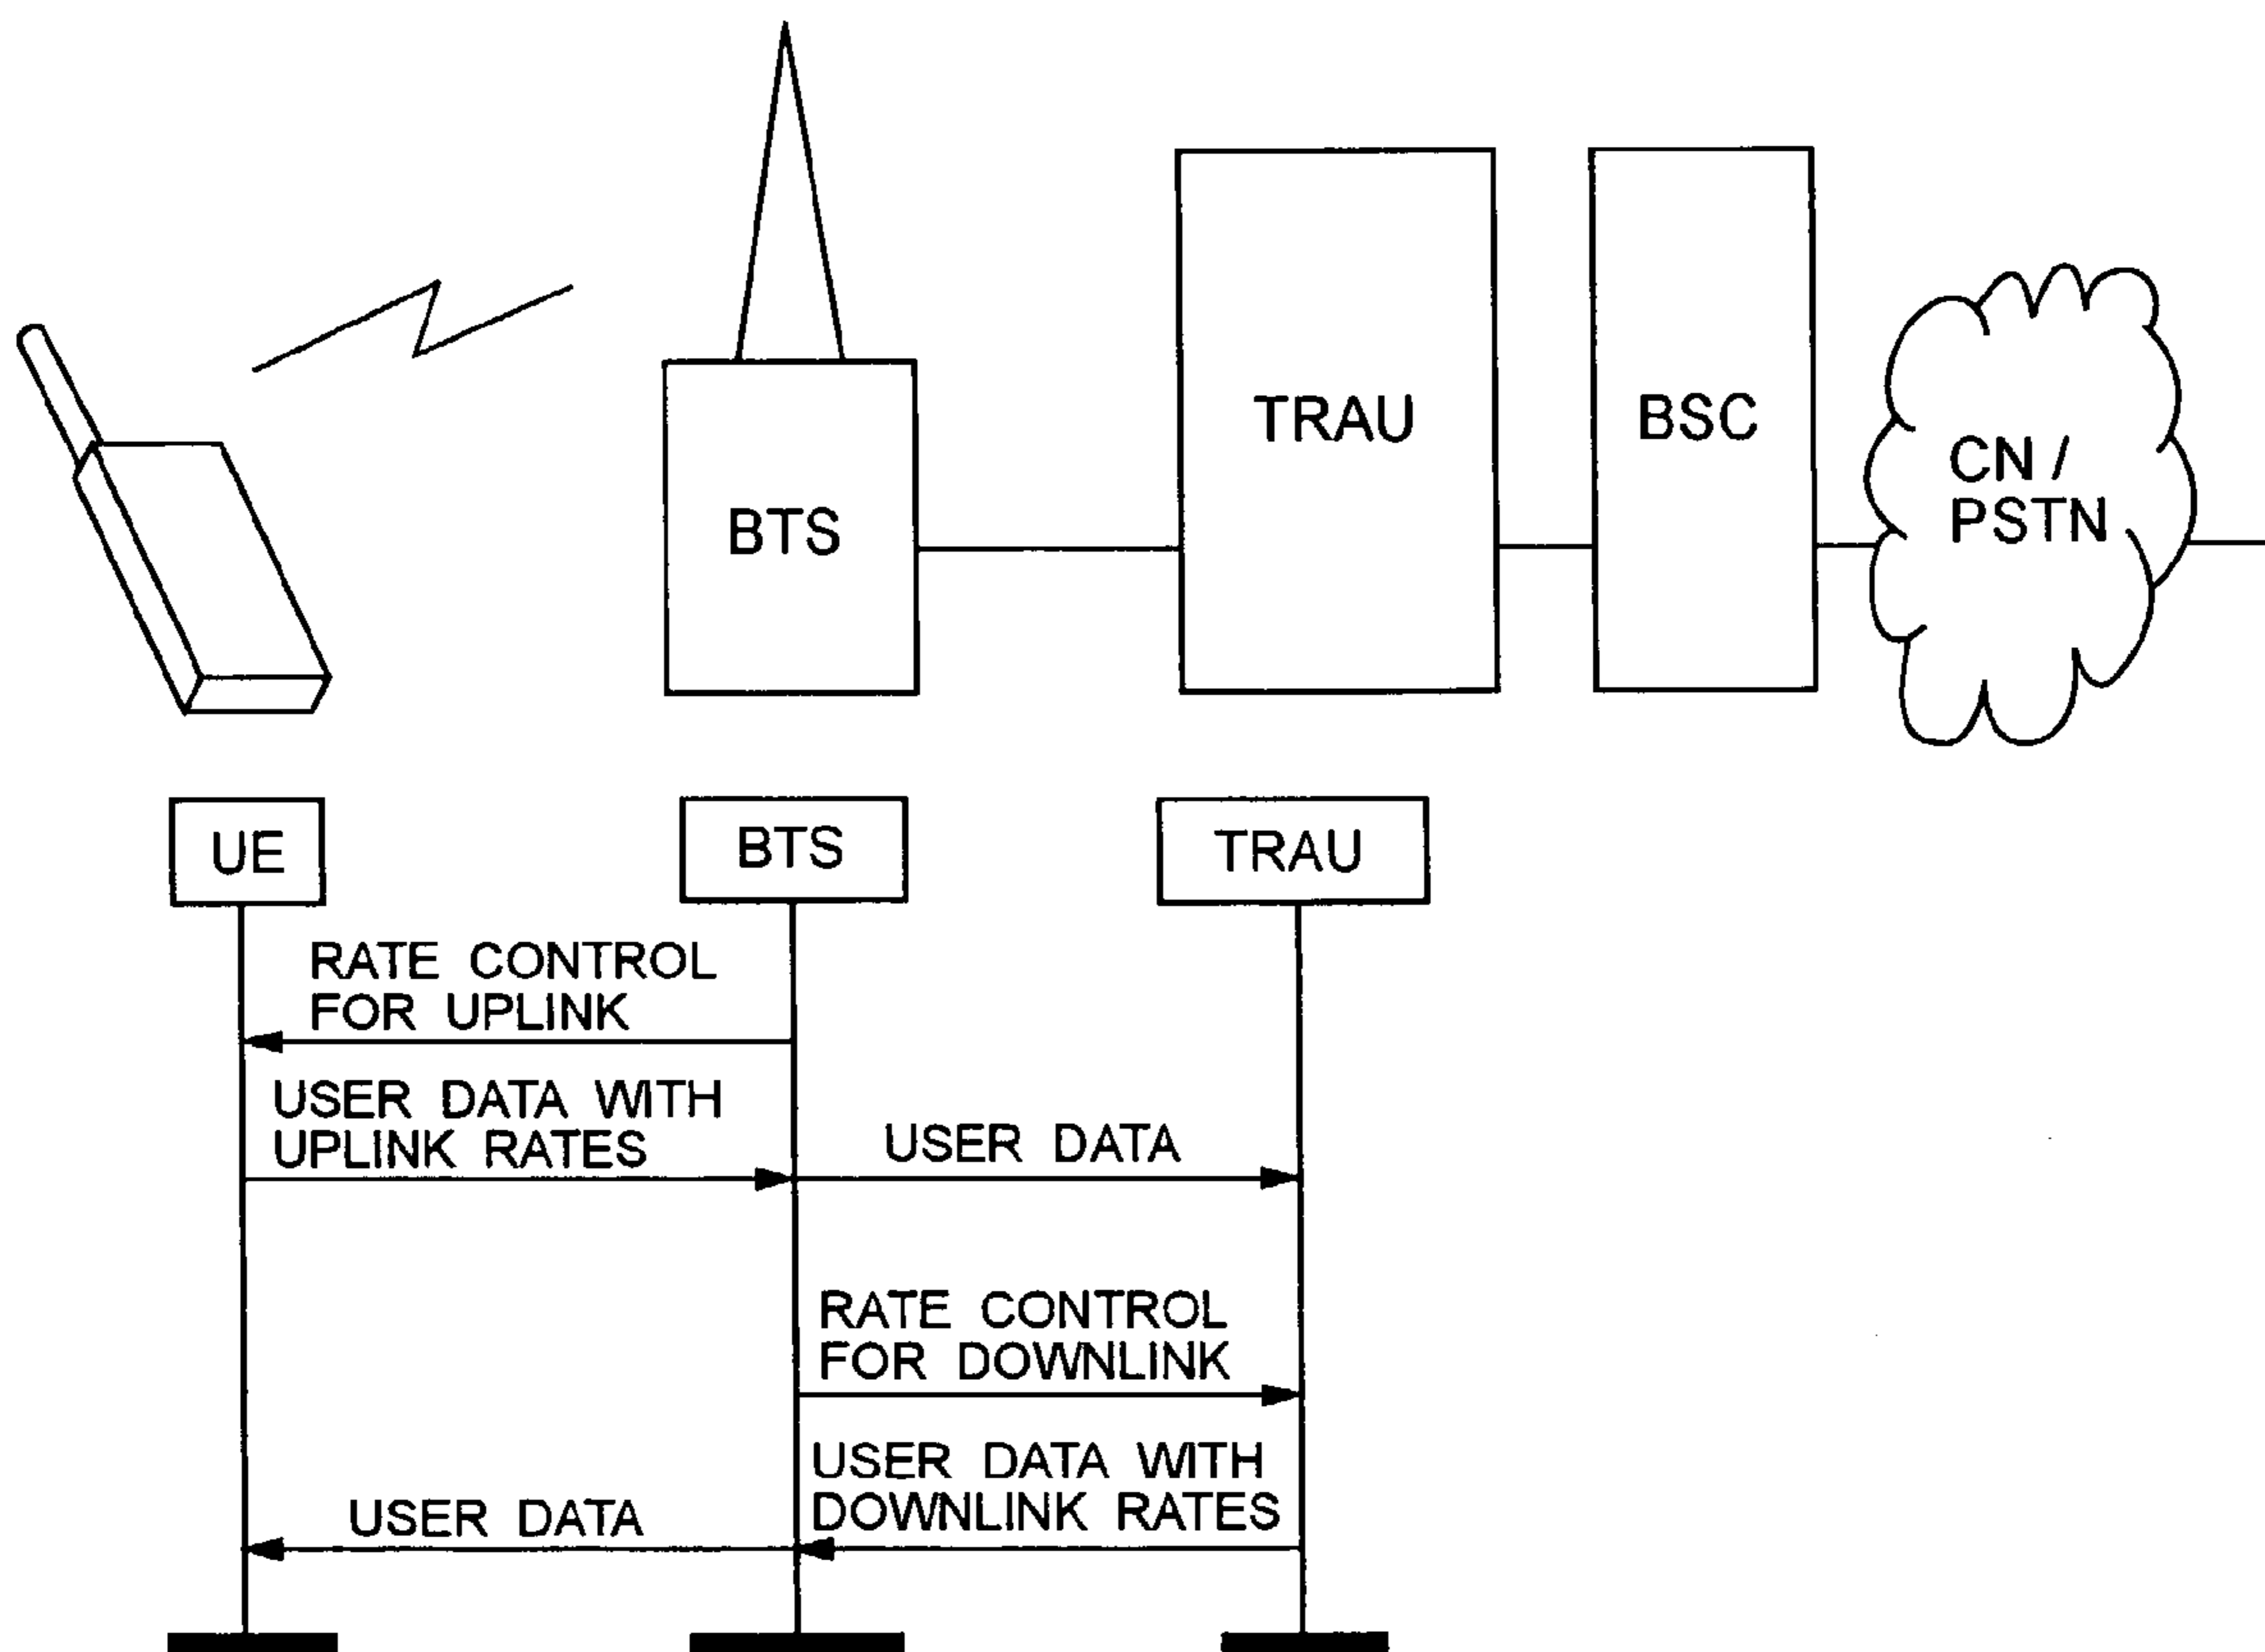 TRAU
BSC
CN /
PSTN
BTS
UE
BTS
TRAU
RATE CONTROL
FOR UPLINK
USER DATA WITH
UPLINK RATES
USER DATA
RATE CONTROL
FOR DOWNLINK
USER DATA WITH
DOWNLINK RATES
USER DATA